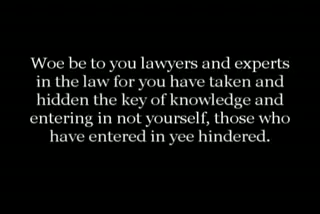 Woe be to you lawyers and experts
in the law for you have taken and
hidden the key of knowledge and
entering in not yourself, those who
have entered in yee hindered.